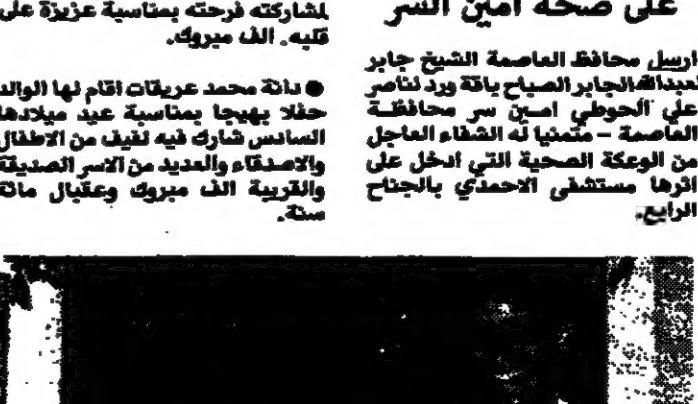 على صحة امين السر
ارسل محافظ العاصمة الشيخ جابر
عبدالله الجابر الصباح باقة ورد لناصر
علي الحوطي امين سر محافظة
العاصمة - متمنيا له الشفاء العاجل
من الوعكة الصحية التي ادخل على
اثرها مستشفى الاحمدي بالجناح
الرابع.
لمشاركته فرحته بمناسبة عزيزة على
قلبه. الف مبروك.
● دانة محمد عريقات اقام لها الوالد
حفلا بهيجا بمناسبة عيد ميلادها
السادس شارك فيه لفيف من الاطفال
والاصدقاء والعديد من الاسر الصديقة
والقريبة الف مبروك وعقبال مائة
سنة.